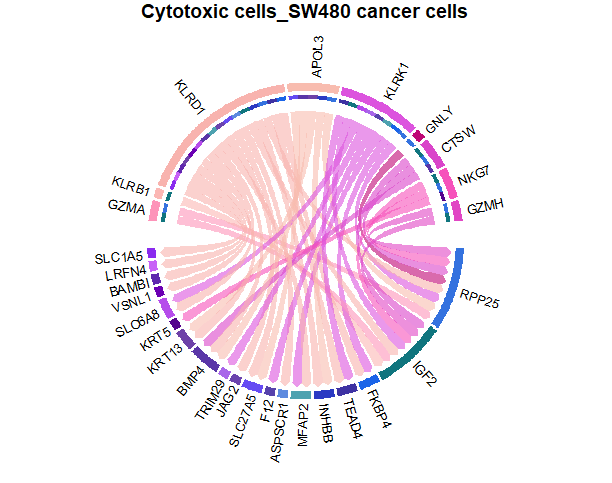 Cytotoxic cells_SW480 cancer cells
GZMA
KLRB1
KLRD1
APOL3
KLRK1
GNLY
CTSW
NKG7
GZMH
RPP25
IGF2
FKBP4
TEAD4
INHBB
MFAP2
ASPSCR1
F12
SLC27A5
JAG2
TRIM29
BMP4
KRT13
KRT5
SLC6A8
VSNL1
BAMBI
LRFN4
SLC1A5